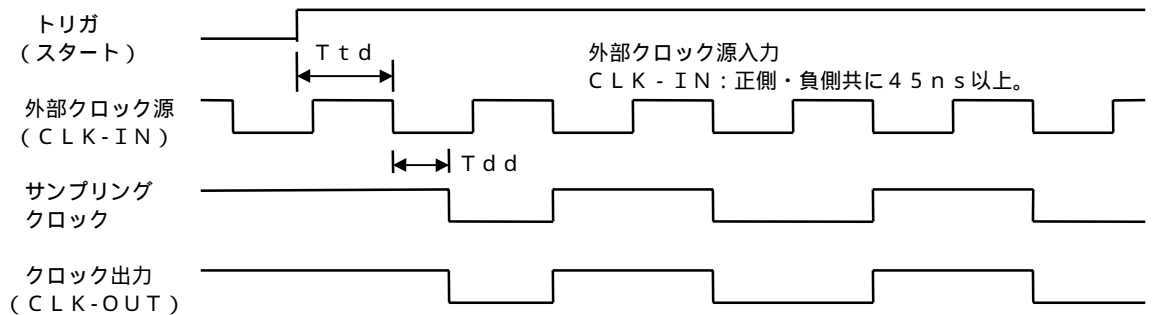 トリガ
(スタート)
Ttd
外部クロック源入力
CLK-IN:正側・負側共に45ns以上。
外部クロック源
(CLK-IN)
Tdd
サンプリング
クロック
クロック出力
(CLK-OUT)